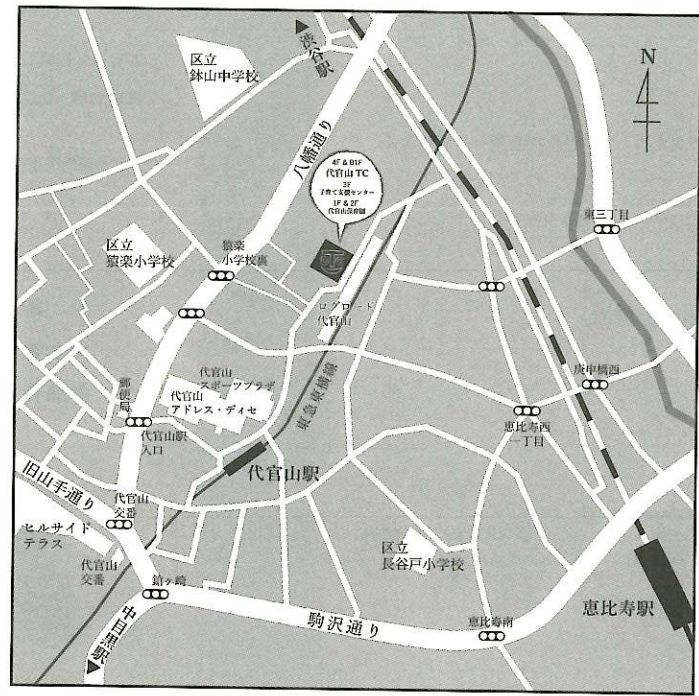 N
渋谷駅
区立
鉢山中学校
八幡通り
4F & B1F
代官山 TC
3F
子育て支援センター
1F & 2F
代官山保育園
東三丁目
区立
猿楽小学校
猿楽
小学校裏
ログロード
代官山
庚申橋西
東急東横線
代官山
スポーツプラザ
代官山
アドレス・ディセ
郵便局
代官山駅
入口
恵比寿西
一丁目
代官山駅
旧山手通り
代官山
交番
ヒルサイド
テラス
代官山
交番
区立
長谷戸小学校
鎗ヶ崎
中目黒駅
駒沢通り
恵比寿南
恵比寿駅